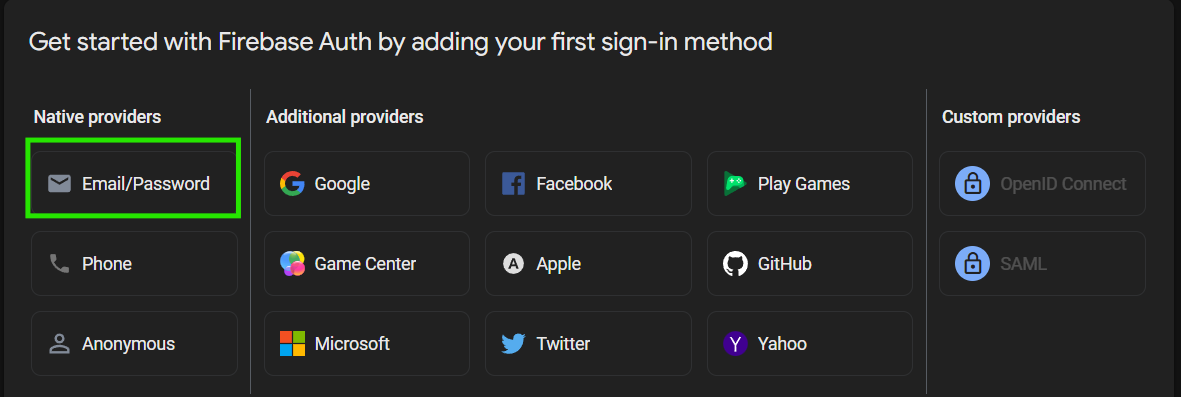 Get started with Firebase Auth by adding your first sign-in method
Native providers
Email/Password
Phone
Anonymous
Additional providers
Google
Facebook
Play Games
Game Center
Apple
GitHub
Microsoft
Twitter
Yahoo
Custom providers
OpenID Connect
SAML